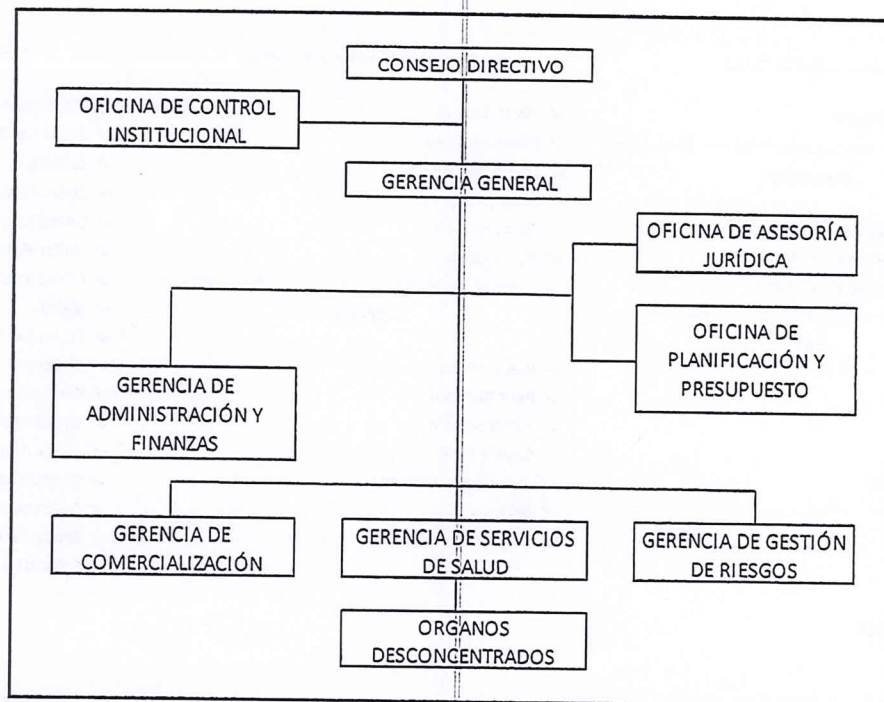 CONSEJO DIRECTIVO
OFICINA DE CONTROL
INSTITUCIONAL
GERENCIA GENERAL
OFICINA DE ASESORÍA
JURÍDICA
OFICINA DE
PLANIFICACIÓN Y
PRESUPUESTO
GERENCIA DE
ADMINISTRACIÓN Y
FINANZAS
GERENCIA DE
COMERCIALIZACIÓN
GERENCIA DE SERVICIOS
DE SALUD
GERENCIA DE GESTIÓN
DE RIESGOS
ORGANOS
DESCONCENTRADOS